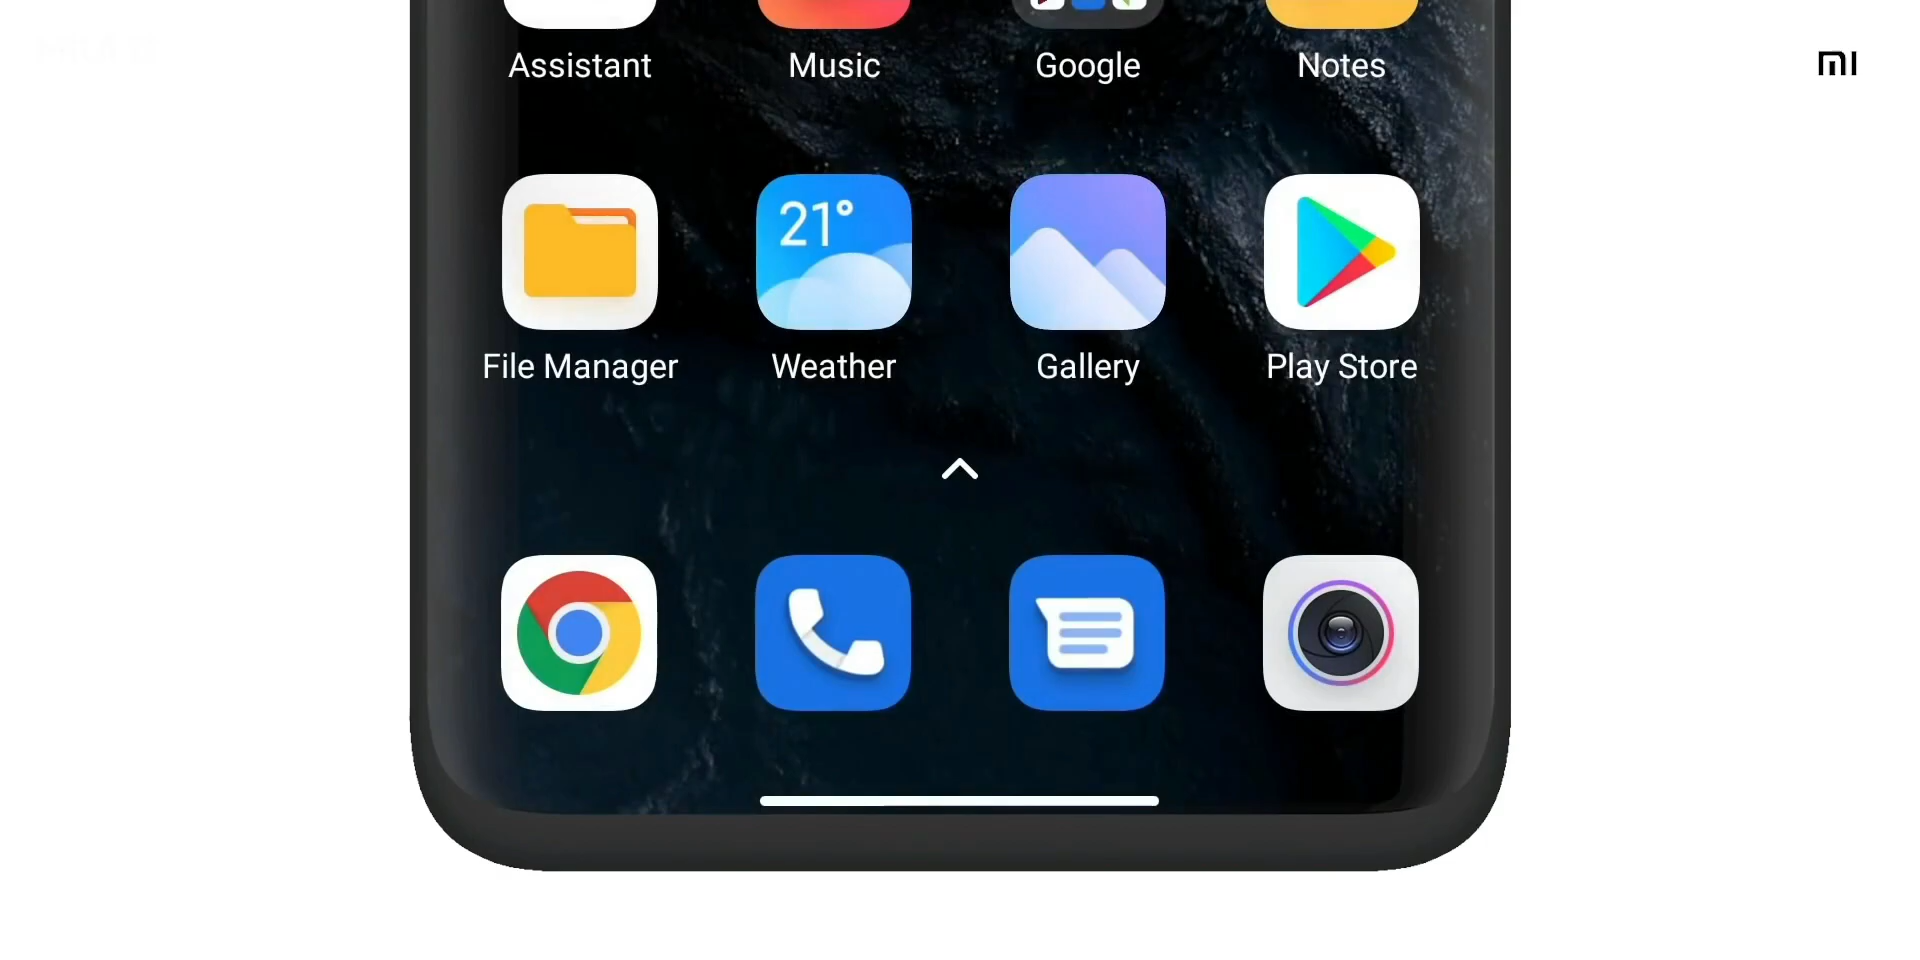 Assistant Music Google Notes
mi
21°
File Manager Weather Gallery Play Store